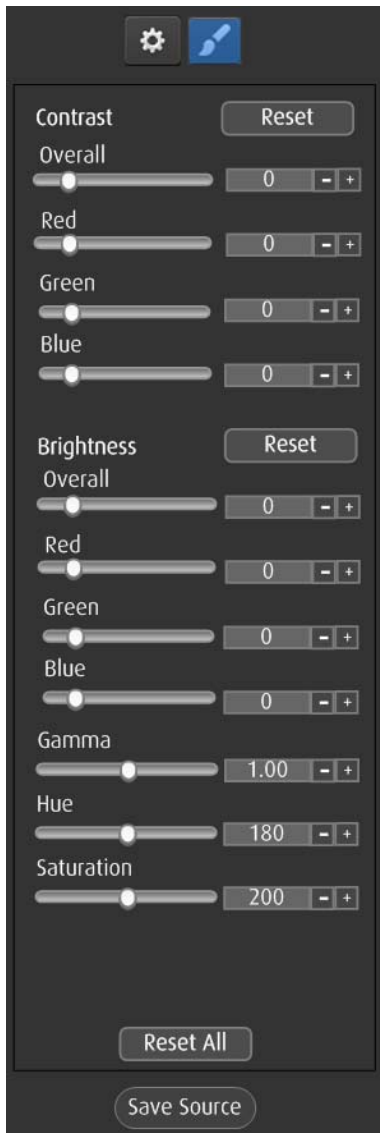 Contrast Reset
Overall
0 - +
Red
0 - +
Green
0 - +
Blue
0 - +
Brightness Reset
Overall
0 - +
Red
0 - +
Green
0 - +
Blue
0 - +
Gamma
1.00 - +
Hue
180 - +
Saturation
200 - +
Reset All
Save Source